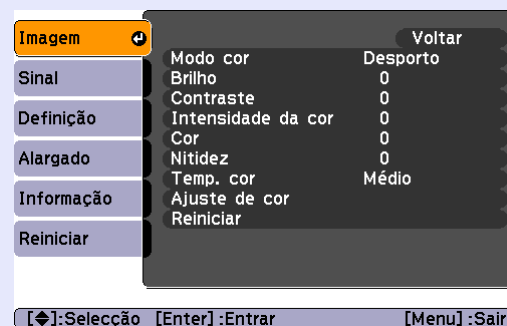 Imagem
Sinal
Definição
Alargado
Informação
Reiniciar
Voltar
Modo cor Desporto
Brilho 0
Contraste 0
Intensidade da cor 0
Cor 0
Nitidez 0
Temp. cor Médio
Ajuste de cor
Reiniciar
[◆]:Selecção [Enter]:Entrar [Menu]:Sair